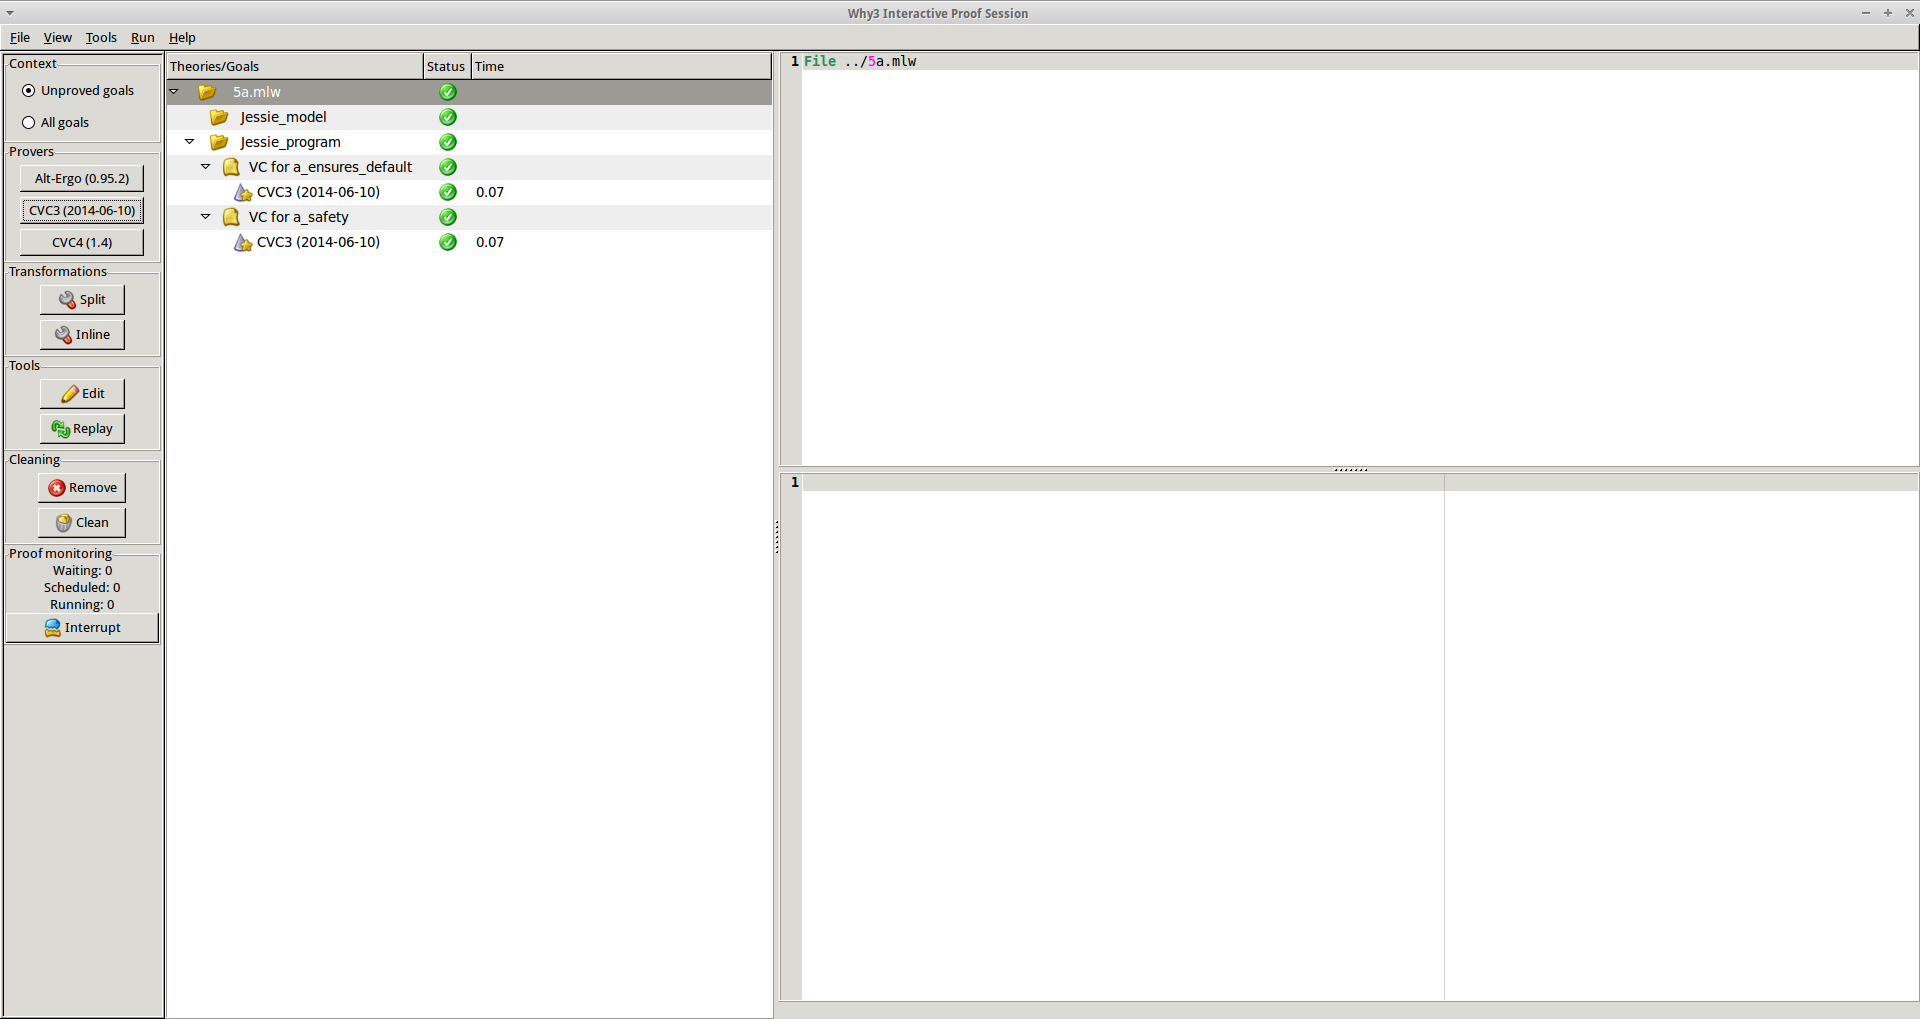 Why3 Interactive Proof Session
File View Tools Run Help
Context
Unproved goals
All goals
Provers
Alt-Ergo (0.95.2)
CVC3 (2014-06-10)
CVC4 (1.4)
Transformations
Split
Inline
Tools
Edit
Replay
Cleaning
Remove
Clean
Proof monitoring
Waiting: 0
Scheduled: 0
Running: 0
Interrupt
Theories/Goals Status Time
5a.mlw
Jessie_model
Jessie_program
VC for a_ensures_default
CVC3 (2014-06-10) 0.07
VC for a_safety
CVC3 (2014-06-10) 0.07
1 File ../5a.mlw
1